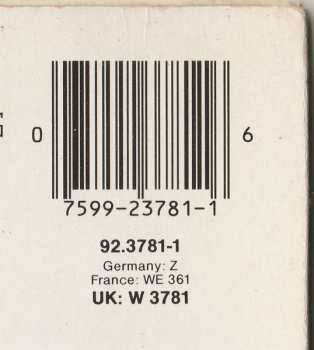 0 6
7599-23781-1
92.3781-1
Germany: Z
France: WE 361
UK: W 3781